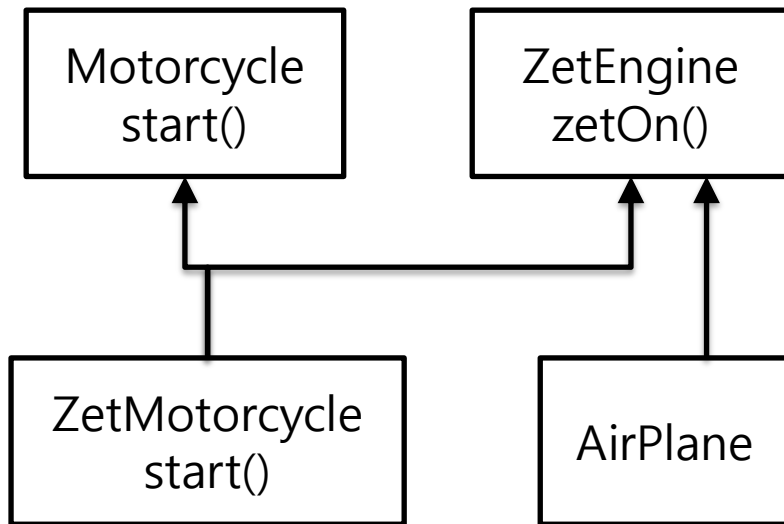 Motorcycle
start()
ZetEngine
zetOn()
ZetMotorcycle
start()
AirPlane